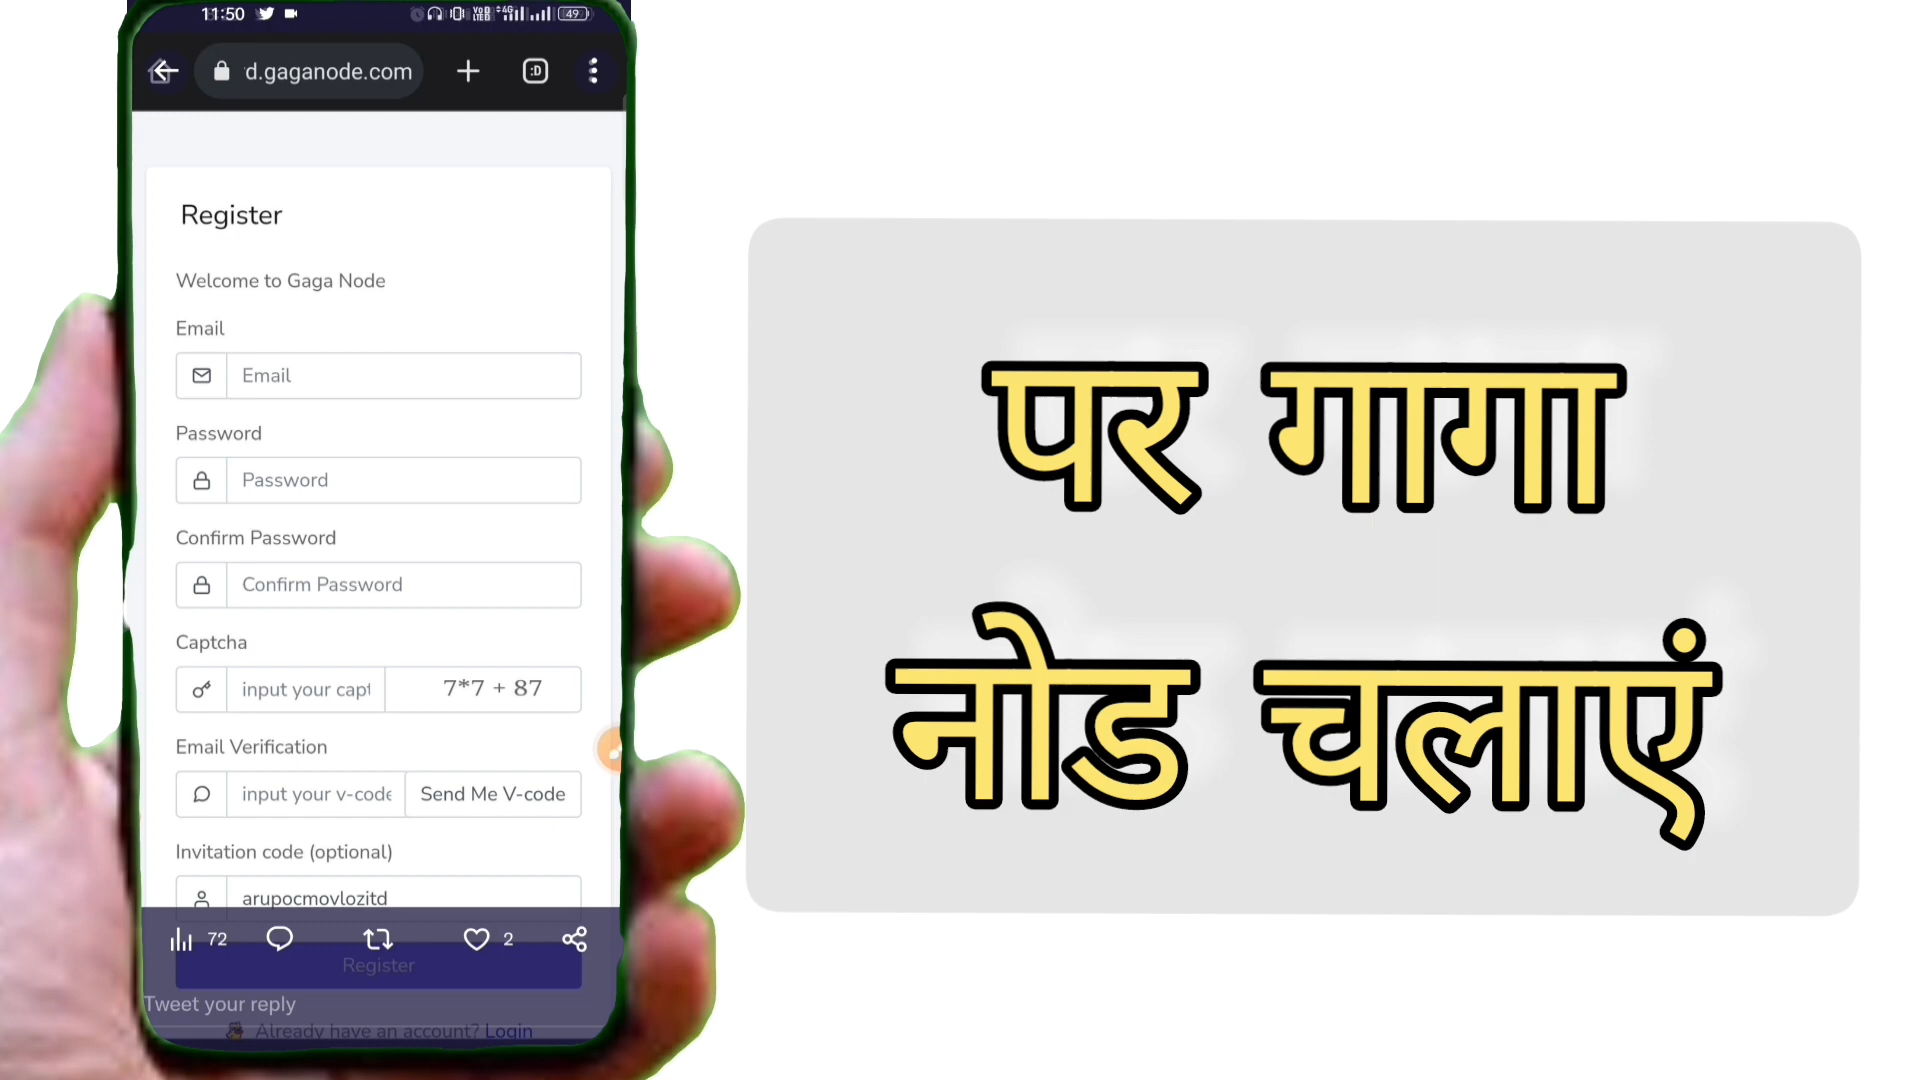 11:50
49
d.gaganode.com
:D
Register
Welcome to Gaga Node
Email
Email
Password
Password
Confirm Password
Confirm Password
Captcha
input your capt
7*7 + 87
Email Verification
input your v-code
Send Me V-code
Invitation code (optional)
arupocmovlozitd
72
2
Register
Tweet your reply
Already have an account? Login
पर गागा
नोड चलाएं